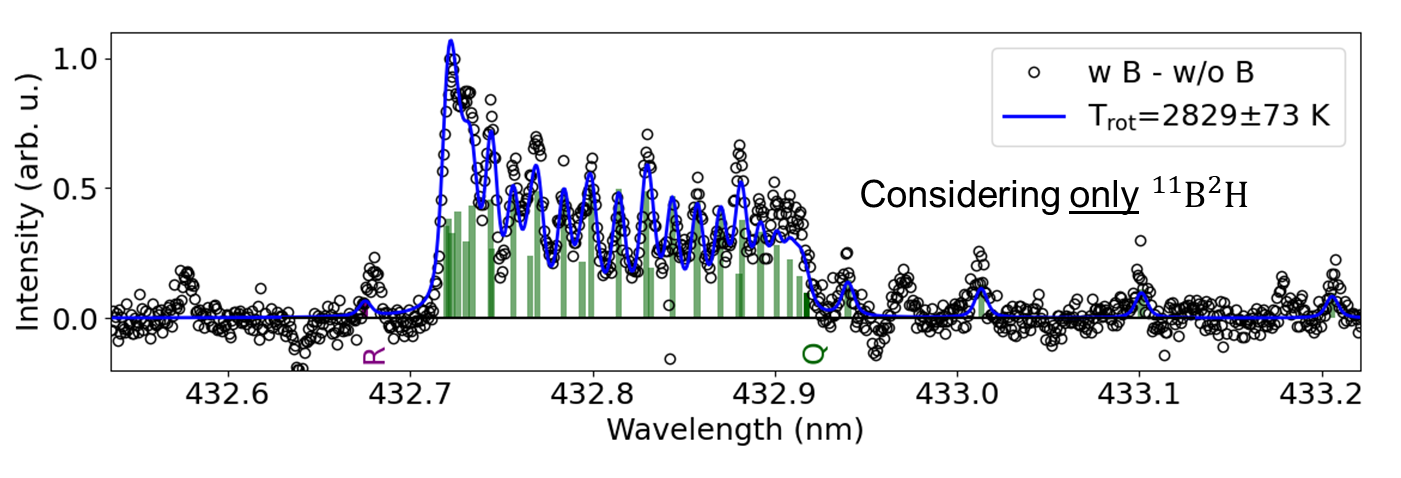 1.0
0.5
0.0
Intensity (arb. u.)
w B - w/o B
T_rot=2829±73 K
Considering only ¹¹B²H
R
Q
432.6 432.7 432.8 432.9 433.0 433.1 433.2
Wavelength (nm)